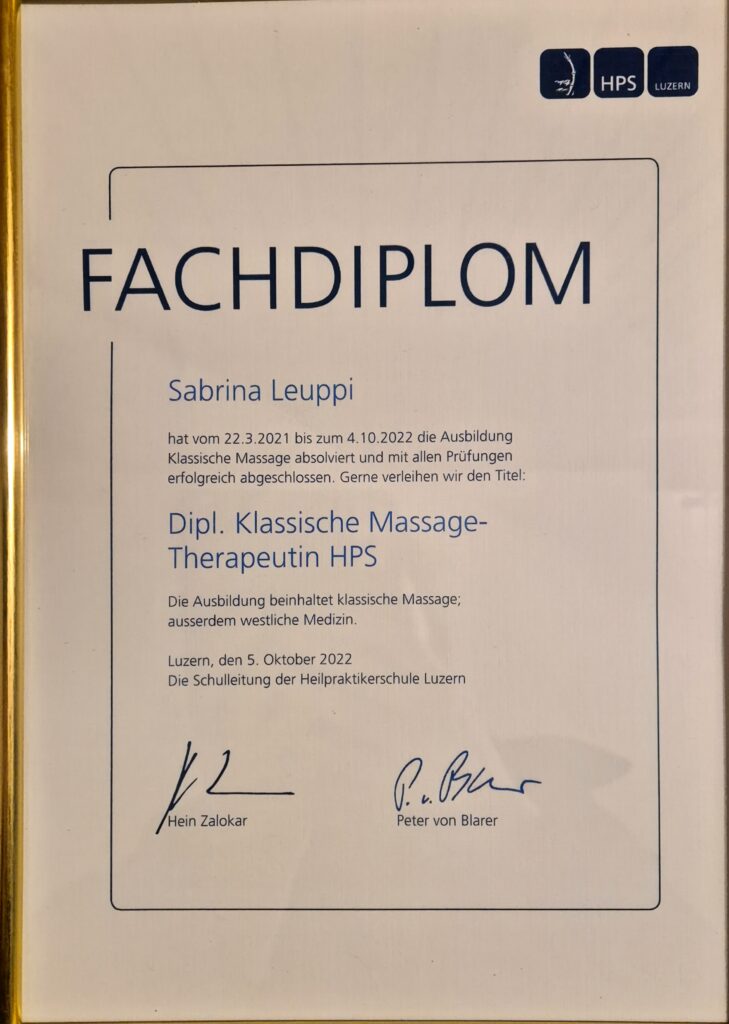 HPS LUZERN
FACHDIPLOM
Sabrina Leuppi
hat vom 22.3.2021 bis zum 4.10.2022 die Ausbildung
Klassische Massage absolviert und mit allen Prüfungen
erfolgreich abgeschlossen. Gerne verleihen wir den Titel:
Dipl. Klassische Massage-
Therapeutin HPS
Die Ausbildung beinhaltet klassische Massage;
ausserdem westliche Medizin.
Luzern, den 5. Oktober 2022
Die Schulleitung der Heilpraktikerschule Luzern
P. v. Blarer
Hein Zalokar Peter von Blarer